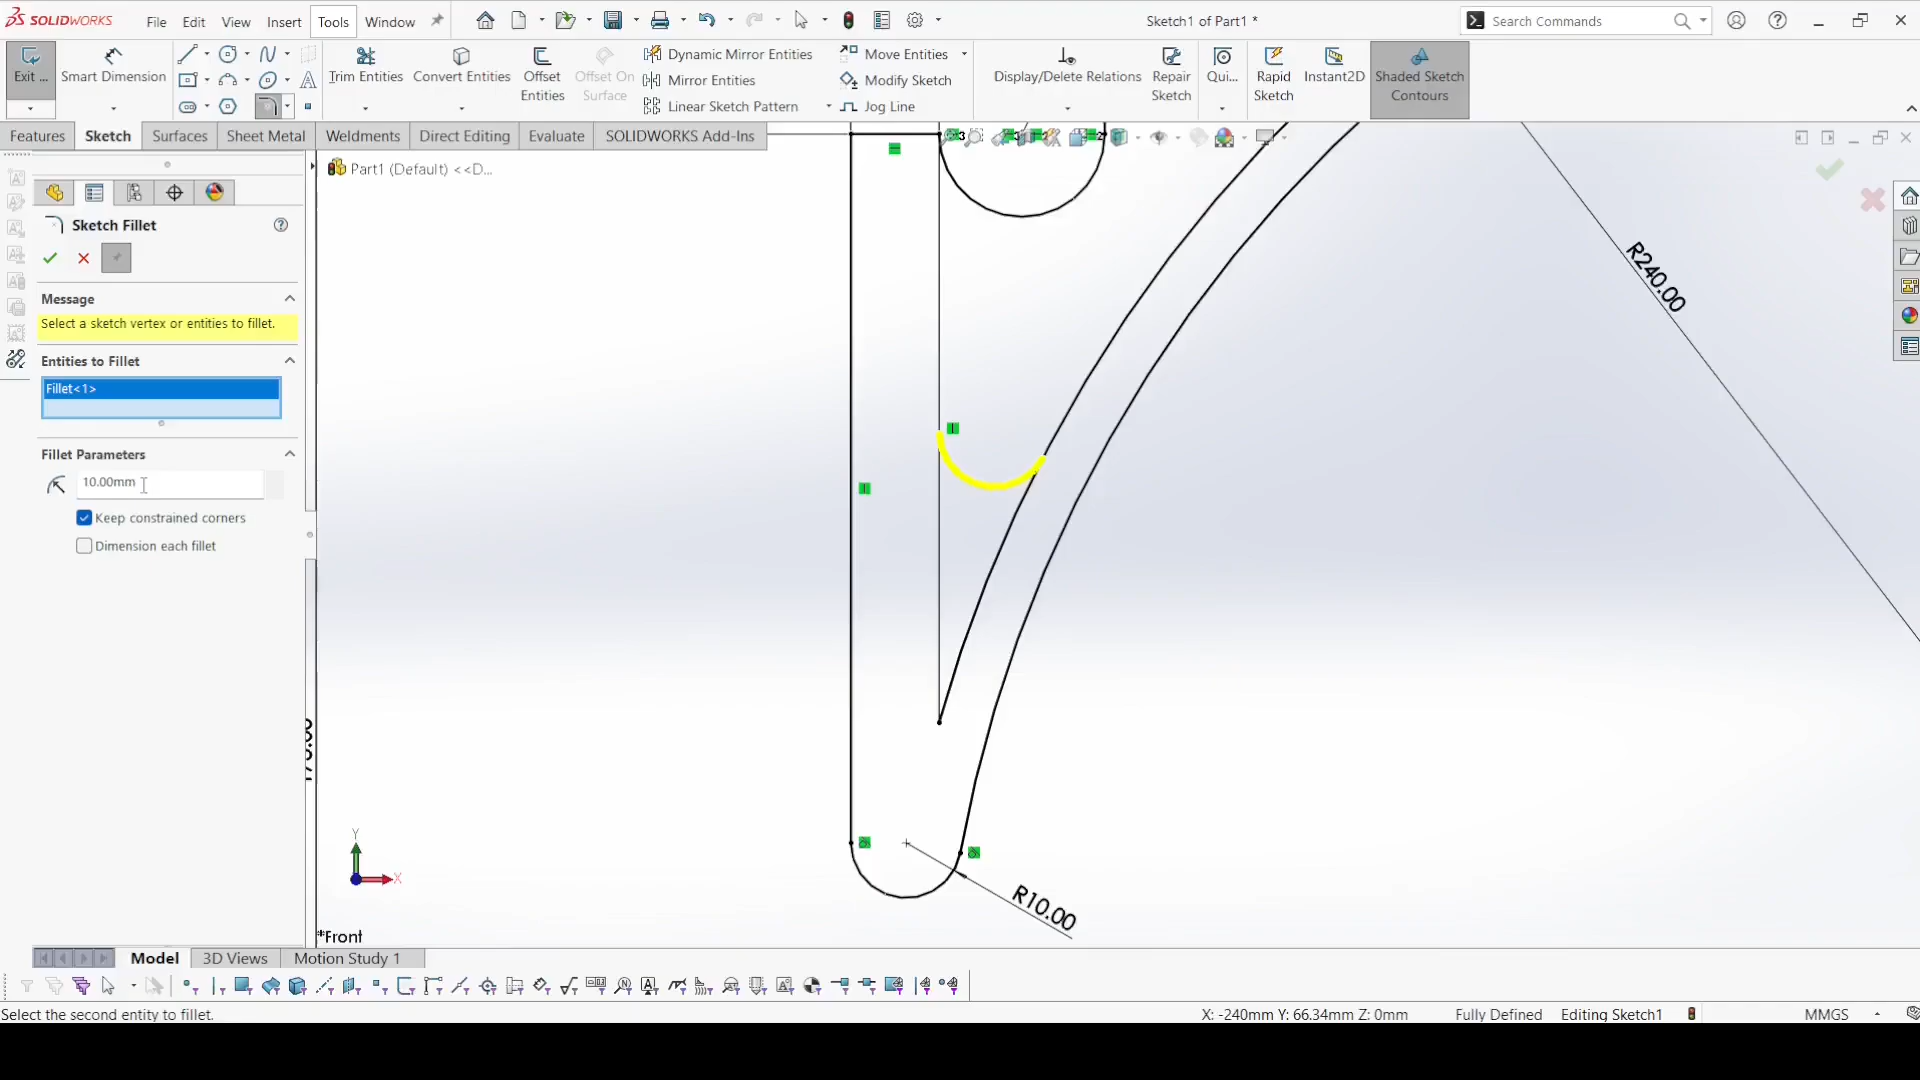 SOLIDWORKS File Edit View Insert Tools Window Sketch1 of Part1 * Search Commands
Exit ... Smart Dimension Trim Entities Convert Entities Offset Entities Offset On Surface Dynamic Mirror Entities Mirror Entities Linear Sketch Pattern Move Entities Modify Sketch Jog Line Display/Delete Relations Repair Sketch Qui... Rapid Sketch Instant2D Shaded Sketch Contours
Features Sketch Surfaces Sheet Metal Weldments Direct Editing Evaluate SOLIDWORKS Add-Ins
Part1 (Default) <<D...
Sketch Fillet
Message
Select a sketch vertex or entities to fillet.
Entities to Fillet
Fillet<1>
Fillet Parameters
10.00mm
Keep constrained corners
Dimension each fillet
R240.00
R10.00
Y
X
*Front
Model 3D Views Motion Study 1
Select the second entity to fillet. X: -240mm Y: 66.34mm Z: 0mm Fully Defined Editing Sketch1 MMGS